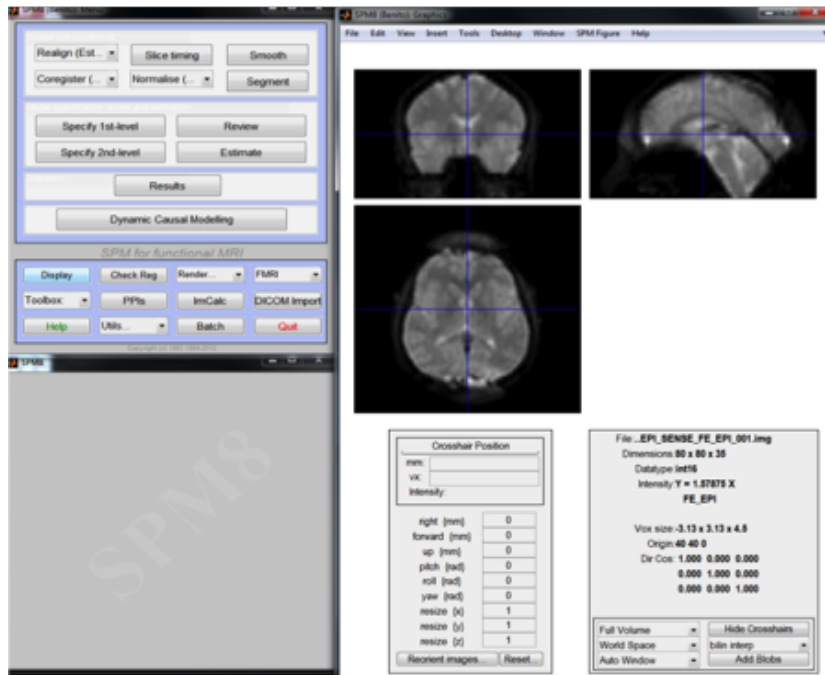 SPM8 (Benito): Menu
Realign (Est...
Slice timing
Smooth
Coregister (...
Normalise (...
Segment
Specify 1st-level
Review
Specify 2nd-level
Estimate
Results
Dynamic Causal Modelling
SPM for functional MRI
Display
Check Reg
Render...
FMRI
Toolbox:
PPIs
ImCalc
DICOM Import
Help
Utils...
Batch
Quit
SPM8
SPM8
SPM8 (Benito): Graphics
File Edit View Insert Tools Desktop Window SPM Figure Help
Crosshair Position
mm:
vx:
Intensity:
right {mm} 0
forward {mm} 0
up {mm} 0
pitch {rad} 0
roll {rad} 0
yaw {rad} 0
resize {x} 1
resize {y} 1
resize {z} 1
Reorient images... Reset...
File: ...EPI_SENSE_FE_EPI_001.img
Dimensions: 80 x 80 x 35
Datatype: int16
Intensity: Y = 1.57875 X
FE_EPI
Vox size: -3.13 x 3.13 x 4.5
Origin: 40 40 0
Dir Cos: 1.000 0.000 0.000
0.000 1.000 0.000
0.000 0.000 1.000
Full Volume
Hide Crosshairs
World Space
bilin interp
Auto Window
Add Blobs